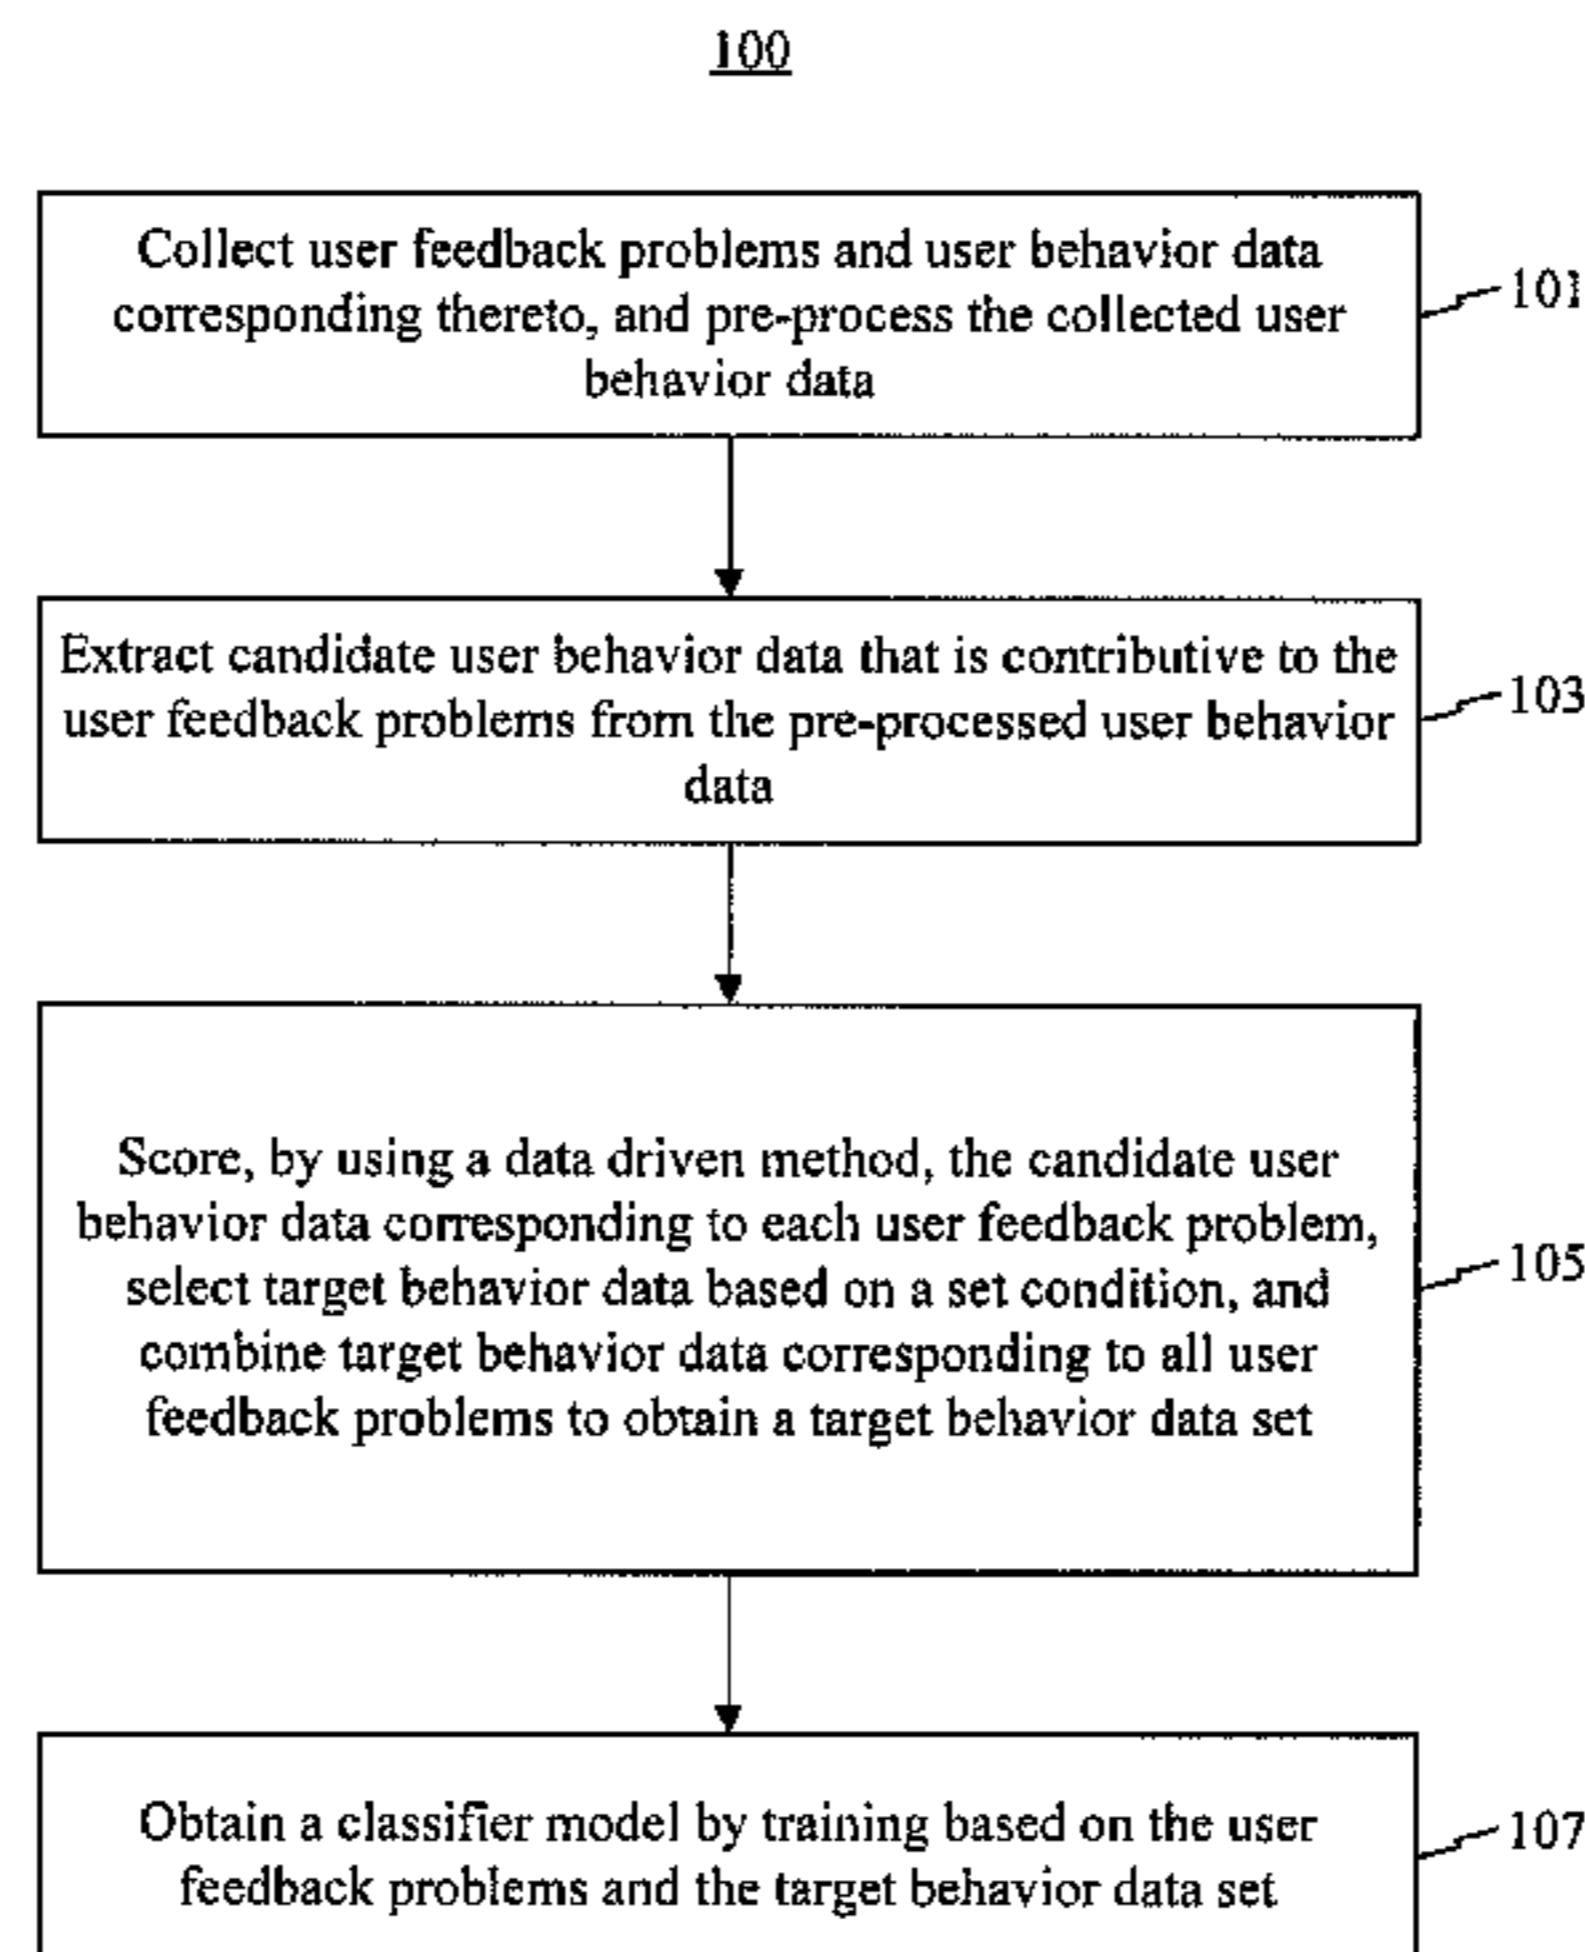 100
Collect user feedback problems and user behavior data
corresponding thereto, and pre-process the collected user
behavior data
101
Extract candidate user behavior data that is contributive to the
user feedback problems from the pre-processed user behavior
data
103
Score, by using a data driven method, the candidate user
behavior data corresponding to each user feedback problem,
select target behavior data based on a set condition, and
combine target behavior data corresponding to all user
feedback problems to obtain a target behavior data set
105
Obtain a classifier model by training based on the user
feedback problems and the target behavior data set
107